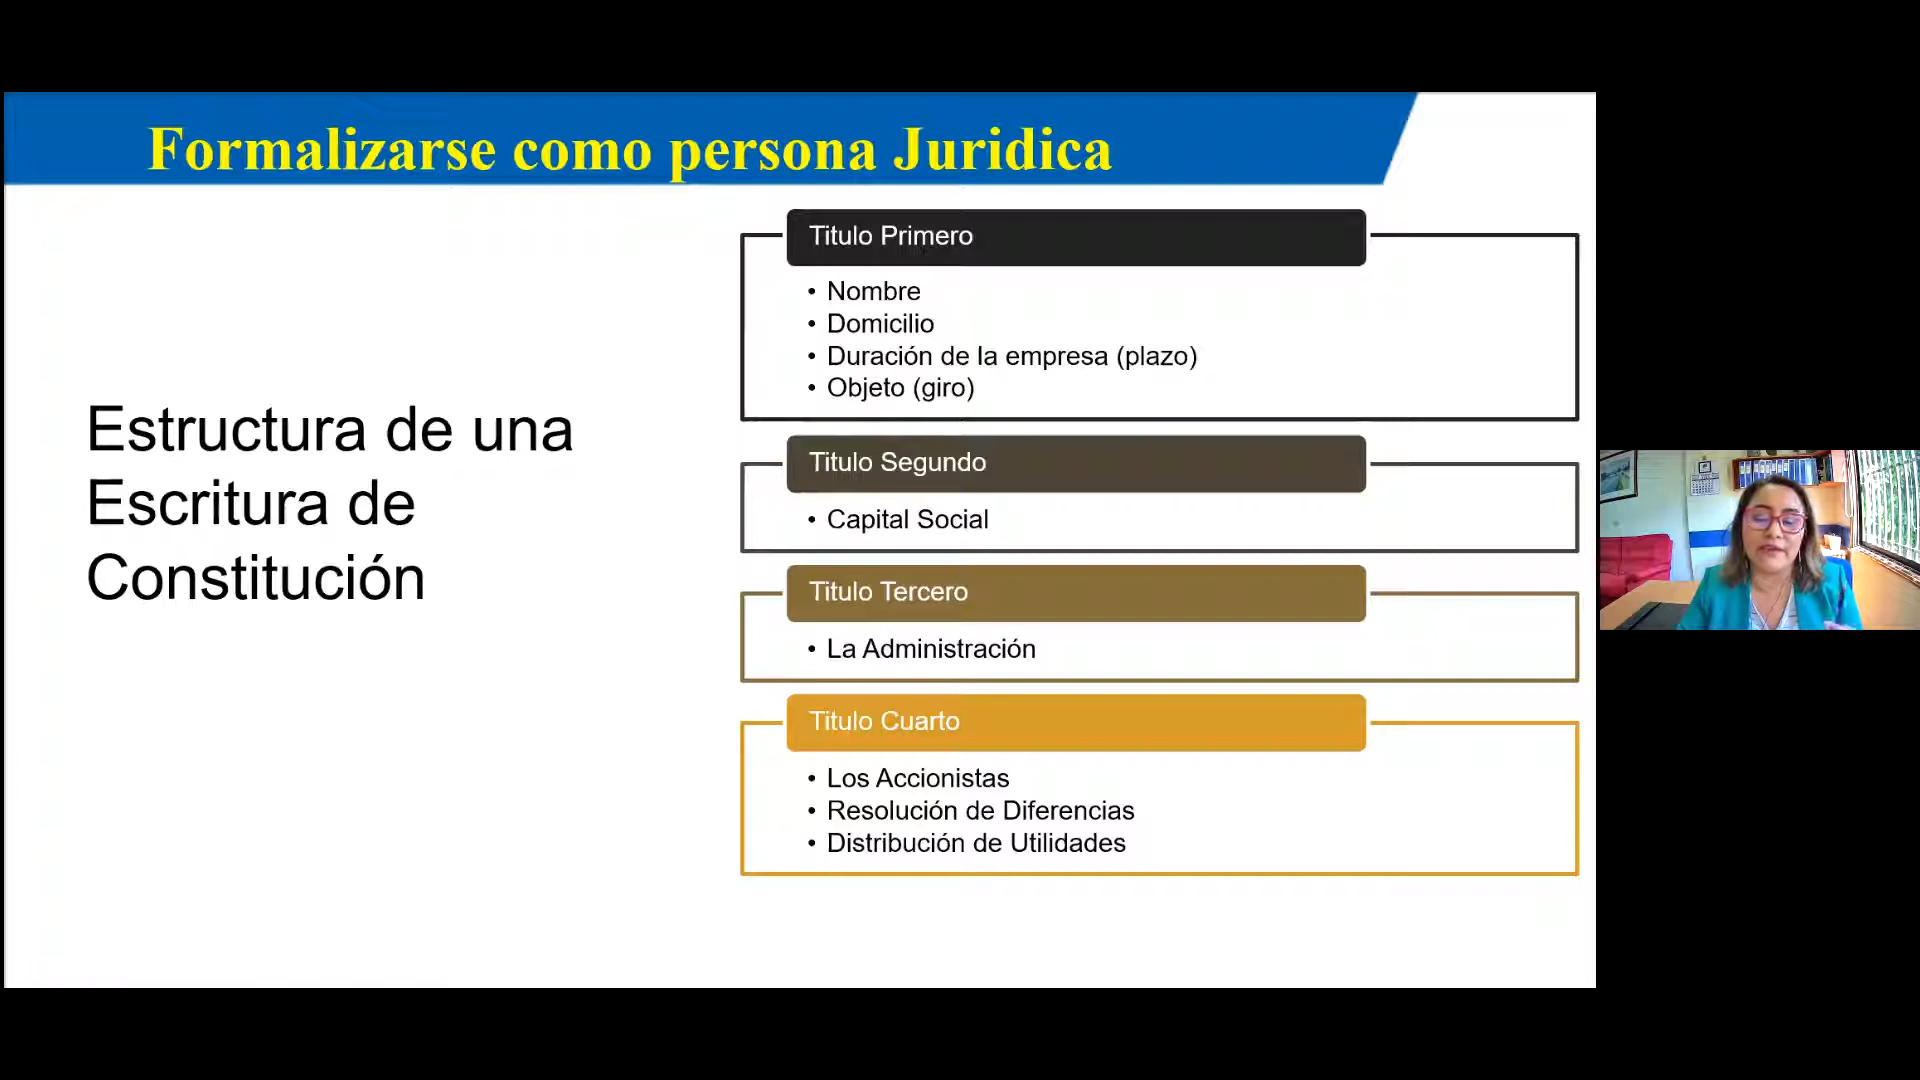 Formalizarse como persona Juridica
Estructura de una
Escritura de
Constitución
Titulo Primero
• Nombre
• Domicilio
• Duración de la empresa (plazo)
• Objeto (giro)
Titulo Segundo
• Capital Social
Titulo Tercero
• La Administración
Titulo Cuarto
• Los Accionistas
• Resolución de Diferencias
• Distribución de Utilidades